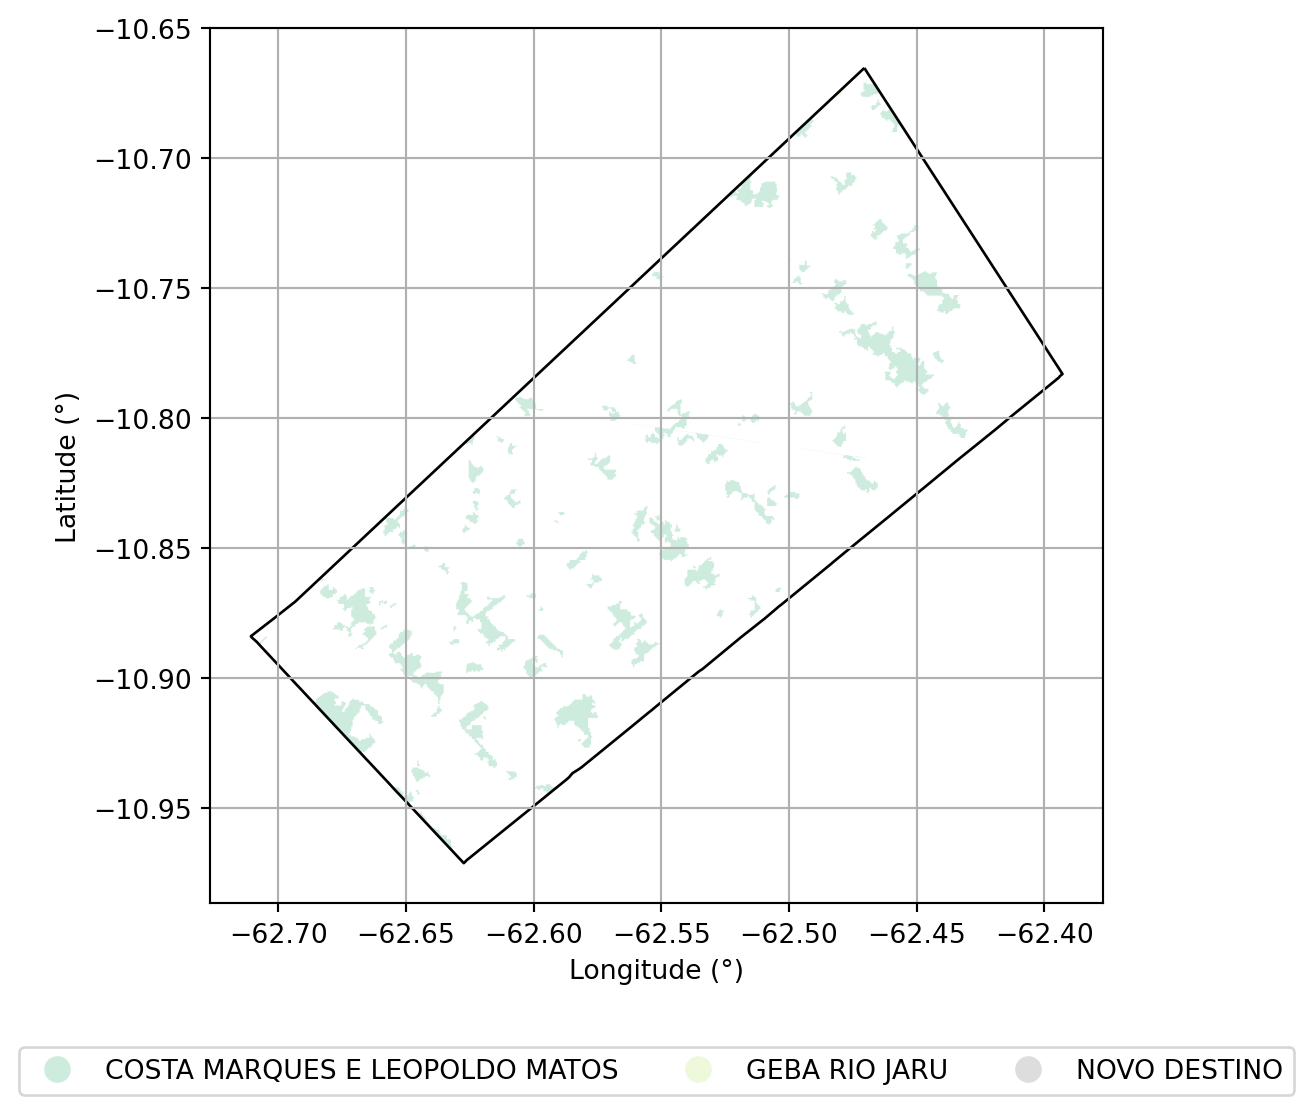 −10.65
−10.70
−10.75
−10.80
−10.85
−10.90
−10.95
Latitude (°)
−62.70 −62.65 −62.60 −62.55 −62.50 −62.45 −62.40
Longitude (°)
COSTA MARQUES E LEOPOLDO MATOS GEBA RIO JARU NOVO DESTINO